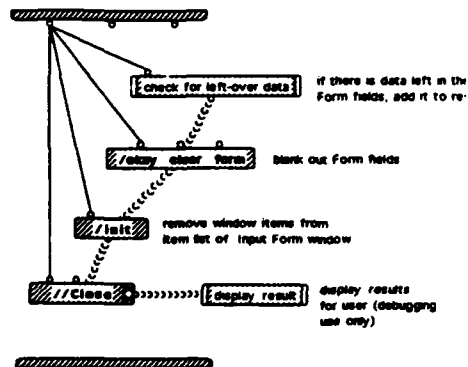 check for left-over data
if there is data left in the
Form fields, add it to re-
/okay clear form
blank out Form fields
/init
remove window items from
item list of Input Form window
//Close
display result
display results
for user (debugging
use only)